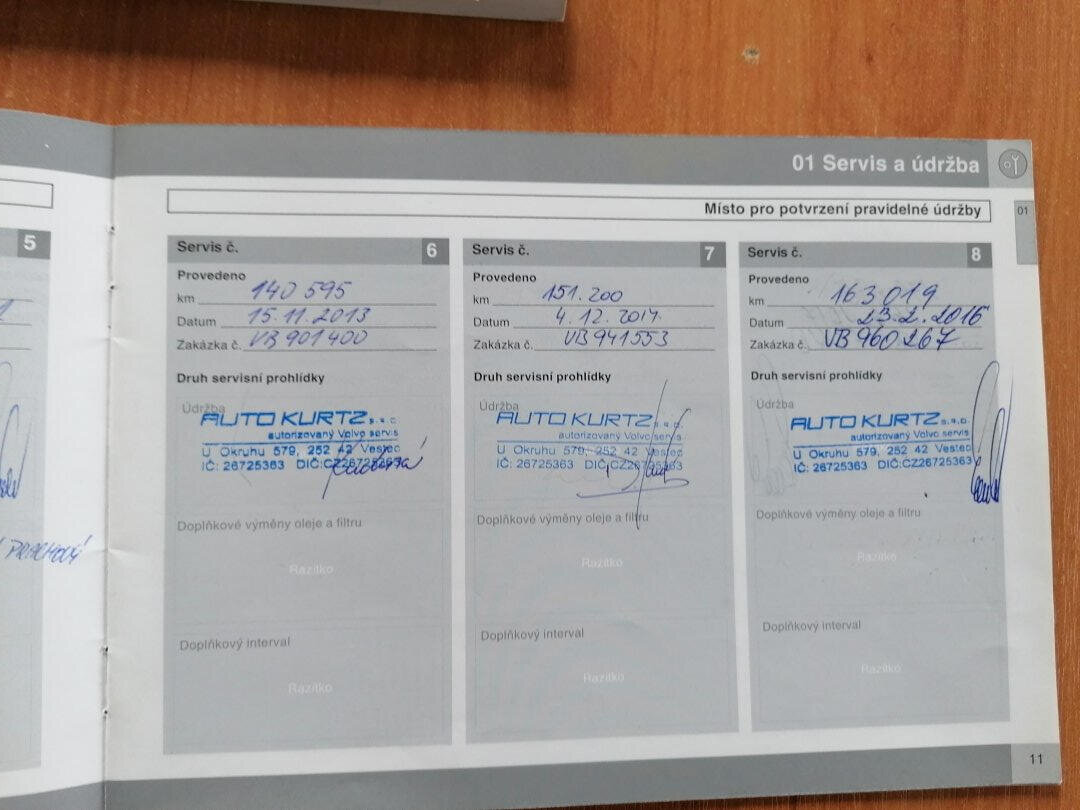 01 Servis a údržba
Místo pro potvrzení pravidelné údržby
01
5
PRACHOVÝ
Servis č. 6
Provedeno
km 140 595
Datum 15.11.2013
Zakázka č. VB 901400
Druh servisní prohlídky
Údržba
AUTO KURTZ s.r.o.
autorizovaný Volvo servis
U Okruhu 579, 252 42 Vestec
IČ: 26725363 DIČ:CZ26725363
Doplňkové výměny oleje a filtru
Razítko
Doplňkový interval
Razítko
Servis č. 7
Provedeno
km 151.200
Datum 4.12.2014
Zakázka č. VB 941553
Druh servisní prohlídky
Údržba
AUTO KURTZ s.r.o.
autorizovaný Volvo servis
U Okruhu 579, 252 42 Vestec
IČ: 26725363 DIČ:CZ26725363
Doplňkové výměny oleje a filtru
Razítko
Doplňkový interval
Razítko
Servis č. 8
Provedeno
km 163 019
Datum 23.2.2016
Zakázka č. VB 960 267
Druh servisní prohlídky
Údržba
AUTO KURTZ s.r.o.
autorizovaný Volvo servis
U Okruhu 579, 252 42 Vestec
IČ: 26725363 DIČ:CZ26725363
Doplňkové výměny oleje a filtru
Razítko
Doplňkový interval
Razítko
11